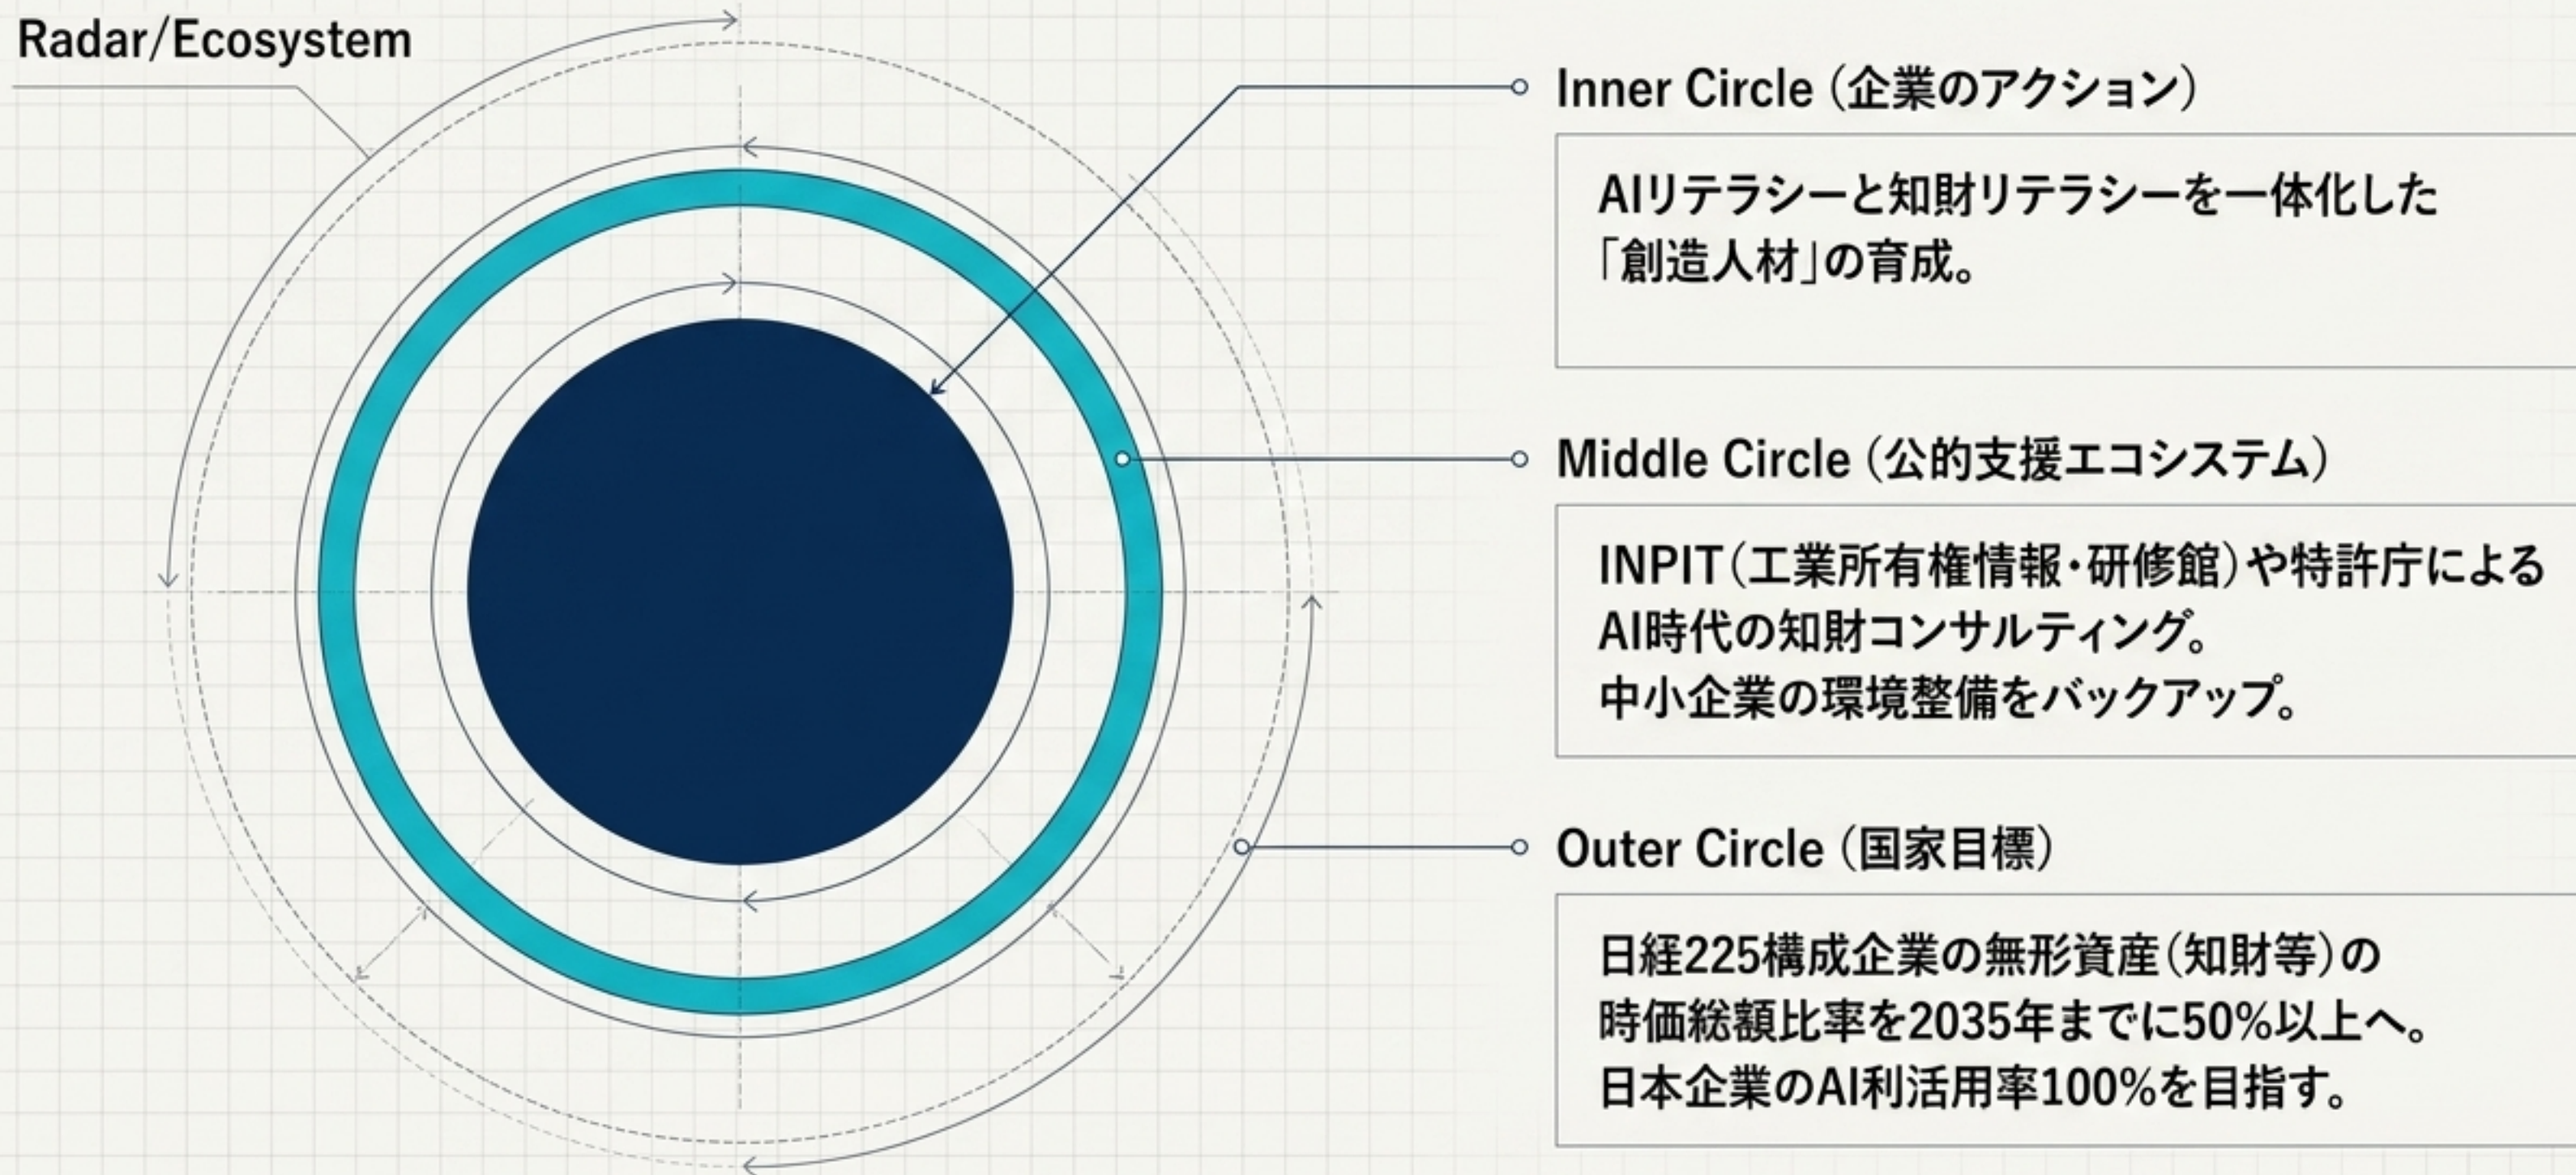 Radar/Ecosystem
Inner Circle（企業のアクション）
AIリテラシーと知財リテラシーを一体化した
「創造人材」の育成。
Middle Circle（公的支援エコシステム）
INPIT（工業所有権情報・研修館）や特許庁による
AI時代の知財コンサルティング。
中小企業の環境整備をバックアップ。
Outer Circle（国家目標）
日経225構成企業の無形資産（知財等）の
時価総額比率を2035年までに50%以上へ。
日本企業のAI利活用率100%を目指す。